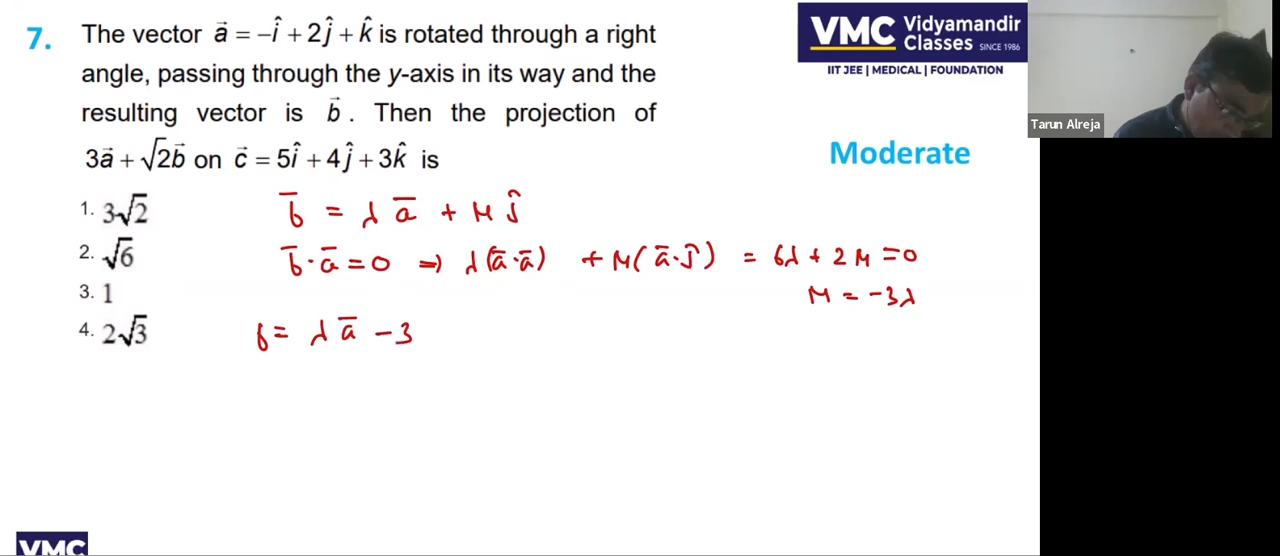 7. The vector a⃗ = −î + 2ĵ + k̂ is rotated through a right
angle, passing through the y-axis in its way and the
resulting vector is b⃗ . Then the projection of
3a⃗ + √2b⃗ on c⃗ = 5î + 4ĵ + 3k̂ is
1. 3√2
2. √6
3. 1
4. 2√3
b̄ = λ ā + μ ĵ
b̄ · ā = 0 ⇒ λ(ā·ā) + μ(ā·ĵ) = 6λ + 2μ = 0
μ = −3λ
b = λ ā − 3
VMC Vidyamandir
Classes SINCE 1986
IIT JEE | MEDICAL | FOUNDATION
Moderate
Tarun Alreja
VMC